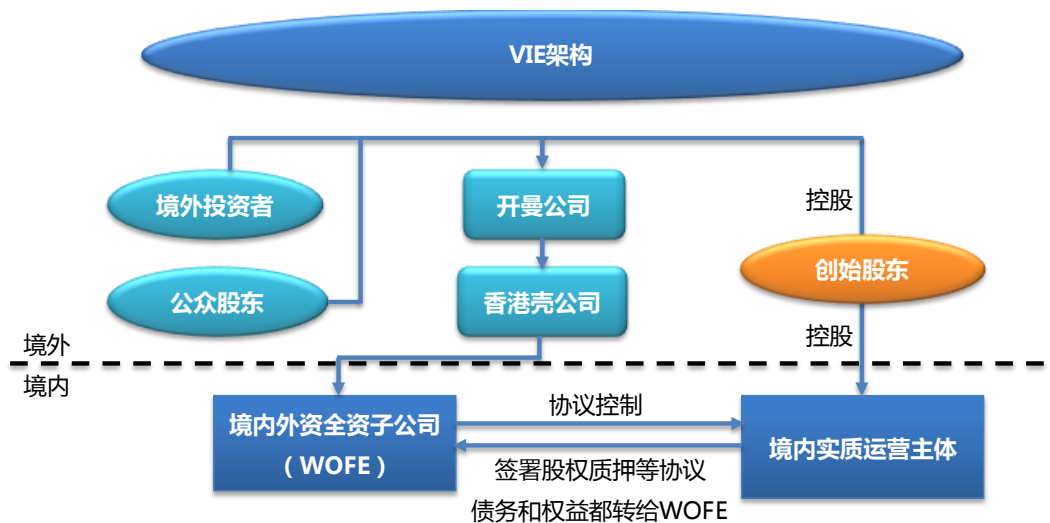 VIE架构
境外投资者
开曼公司
控股
创始股东
公众股东
香港壳公司
控股
境外
境内
境内外资全资子公司
（WOFE）
协议控制
境内实质运营主体
签署股权质押等协议
债务和权益都转给WOFE